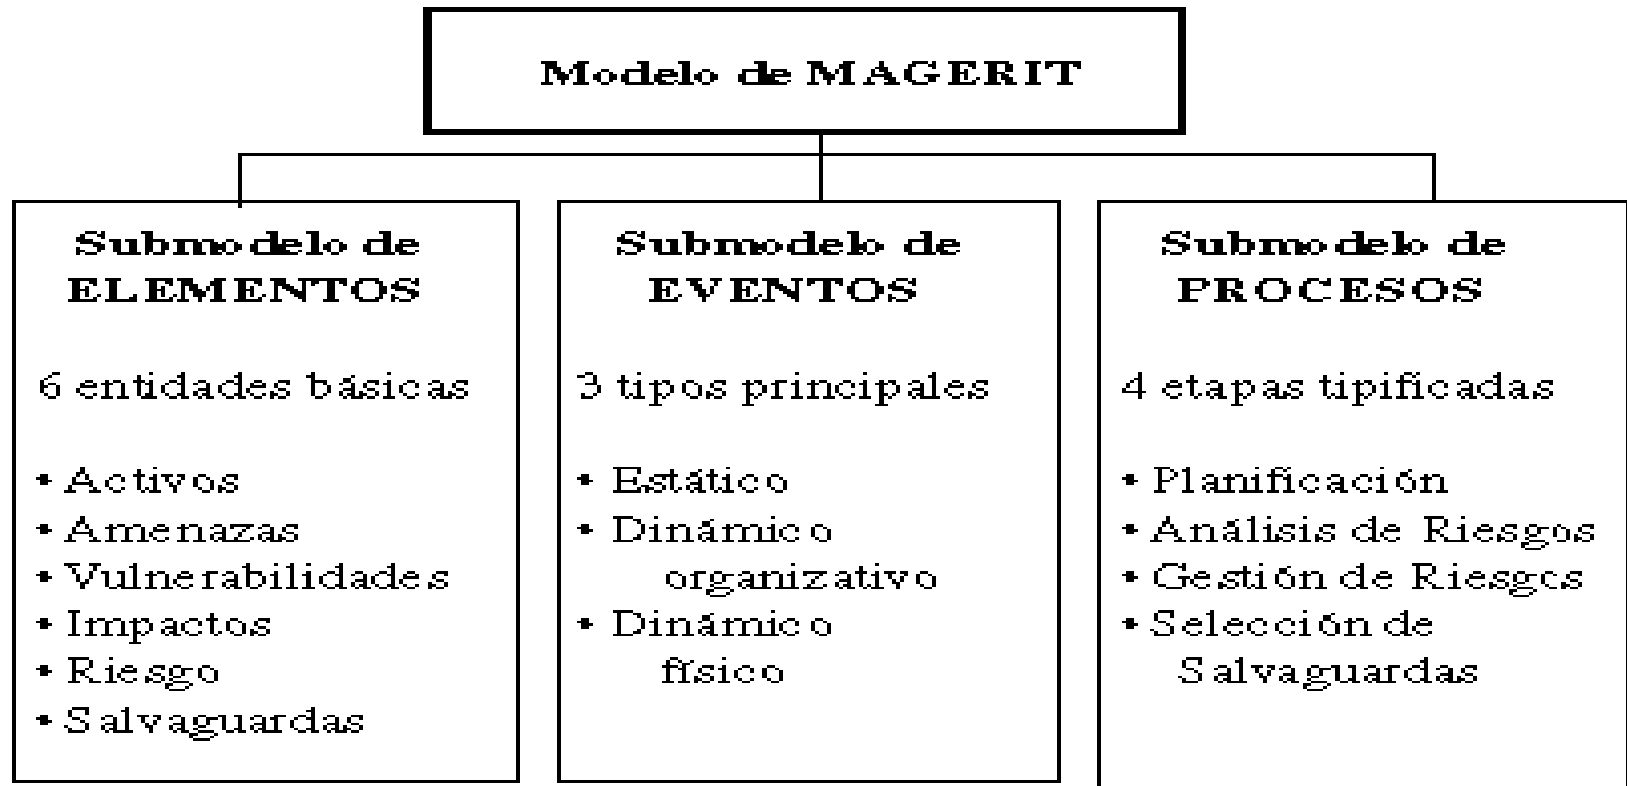 Modelo de MAGERIT
Submodelo de
ELEMENTOS
6 entidades básicas
• Activos
• Amenazas
• Vulnerabilidades
• Impactos
• Riesgo
• Salvaguardas
Submodelo de
EVENTOS
3 tipos principales
• Estático
• Dinámico
organizativo
• Dinámico
físico
Submodelo de
PROCESOS
4 etapas tipificadas
• Planificación
• Análisis de Riesgos
• Gestión de Riesgos
• Selección de
Salvaguardas